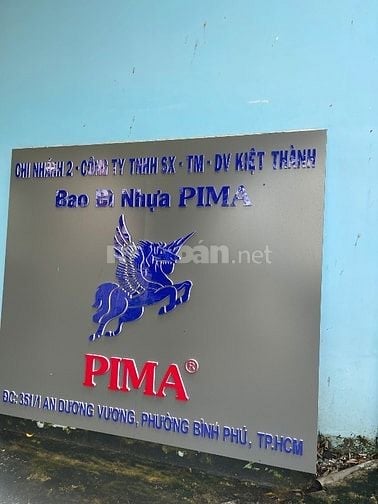 CHI NHÁNH 2 - CÔNG TY TNHH SX - TM - DV KIỆT THÀNH
Bao Bì Nhựa PIMA
.net
PIMA®
ĐC: 351/1 AN DƯƠNG VƯƠNG, PHƯỜNG BÌNH PHÚ, TP.HCM